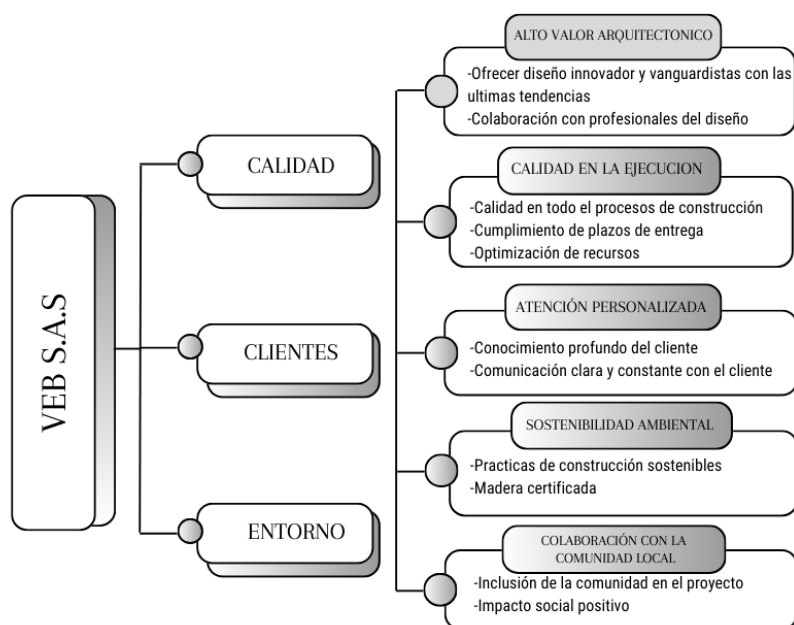 VEB S.A.S
CALIDAD
CLIENTES
ENTORNO
ALTO VALOR ARQUITECTONICO
-Ofrecer diseño innovador y vanguardistas con las
ultimas tendencias
-Colaboración con profesionales del diseño
CALIDAD EN LA EJECUCION
-Calidad en todo el procesos de construcción
-Cumplimiento de plazos de entrega
-Optimización de recursos
ATENCIÓN PERSONALIZADA
-Conocimiento profundo del cliente
-Comunicación clara y constante con el cliente
SOSTENIBILIDAD AMBIENTAL
-Practicas de construcción sostenibles
-Madera certificada
COLABORACIÓN CON LA
COMUNIDAD LOCAL
-Inclusión de la comunidad en el proyecto
-Impacto social positivo